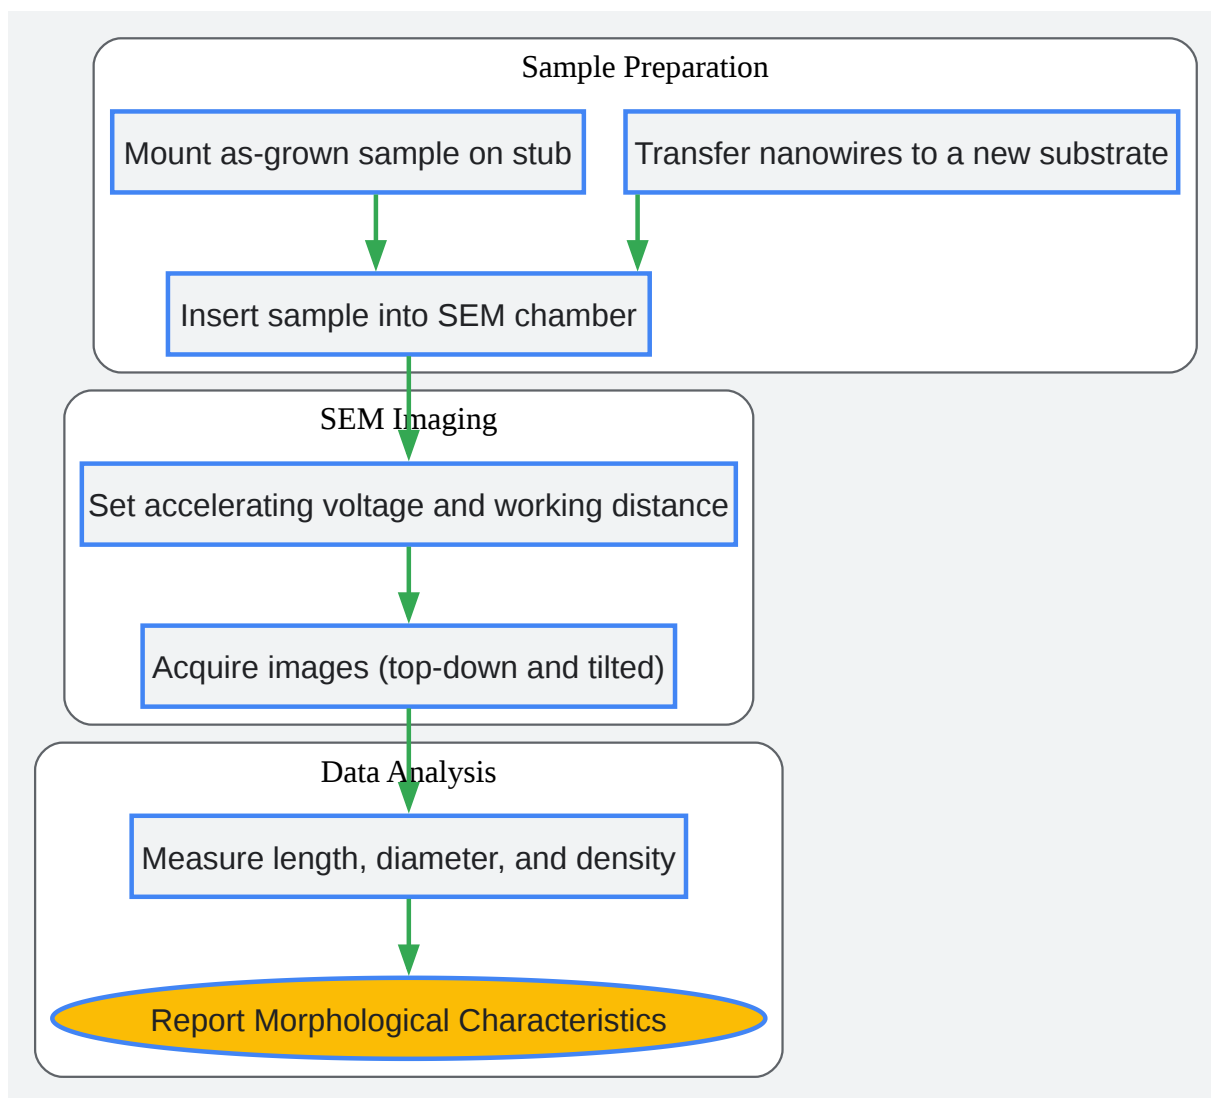 Sample Preparation
Mount as-grown sample on stub
Transfer nanowires to a new substrate
Insert sample into SEM chamber
SEM Imaging
Set accelerating voltage and working distance
Acquire images (top-down and tilted)
Data Analysis
Measure length, diameter, and density
Report Morphological Characteristics